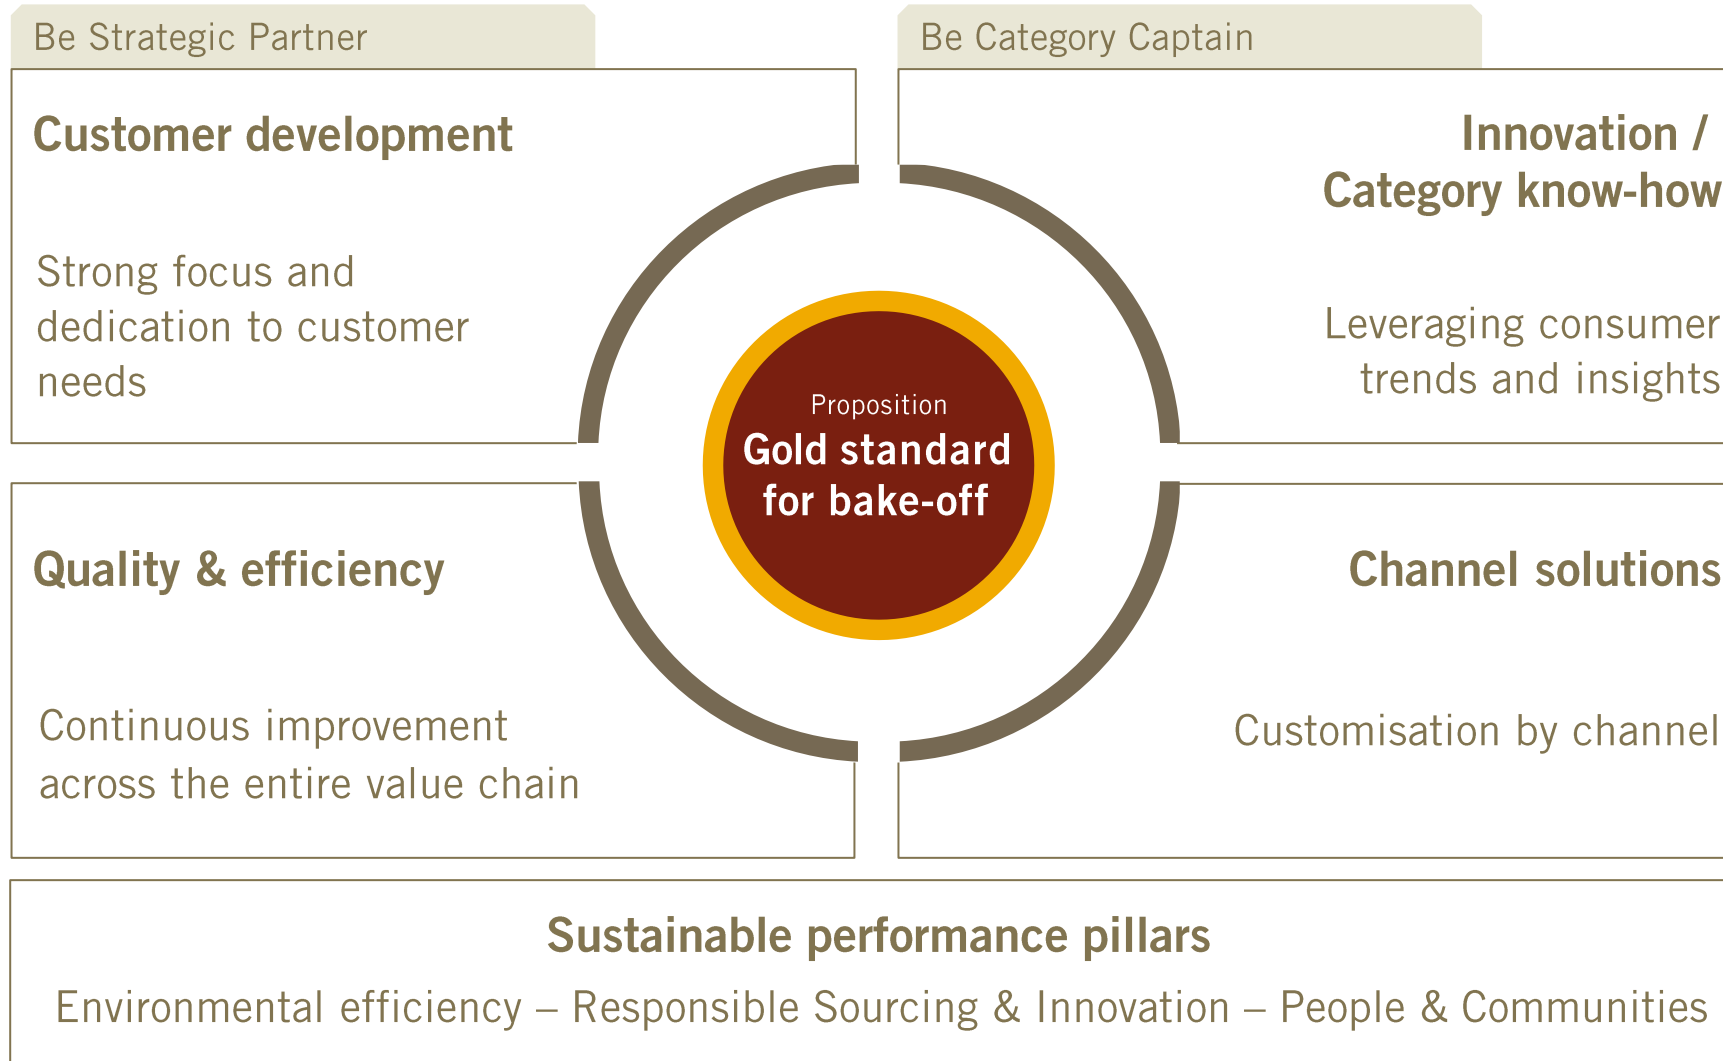 Be Strategic Partner
Customer development
Strong focus and
dedication to customer
needs
Be Category Captain
Innovation /
Category know-how
Leveraging consumer
trends and insights
Proposition
Gold standard
for bake-off
Quality & efficiency
Continuous improvement
across the entire value chain
Channel solutions
Customisation by channel
Sustainable performance pillars
Environmental efficiency – Responsible Sourcing & Innovation – People & Communities